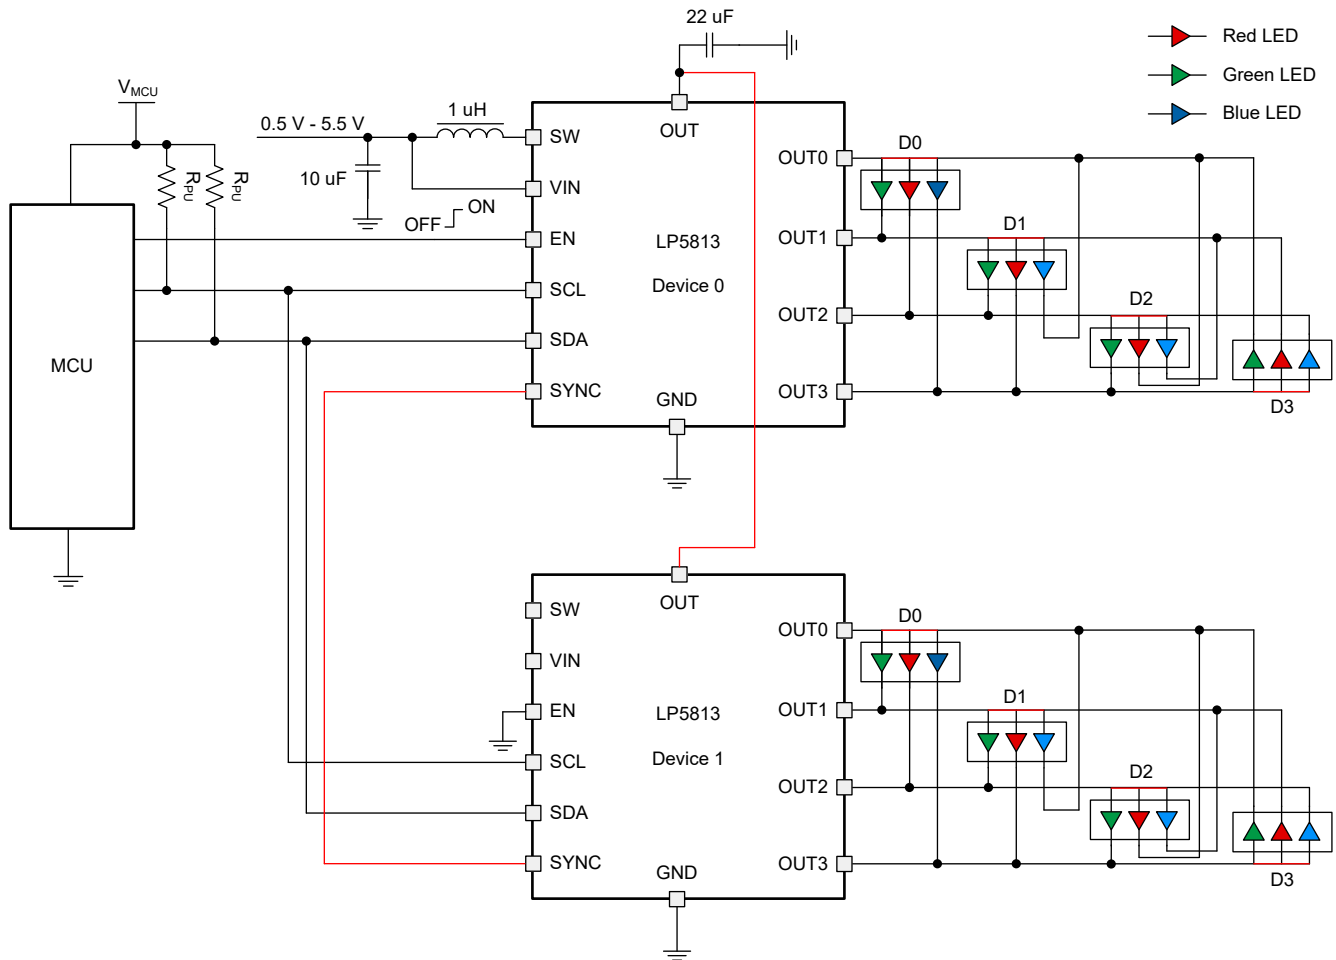 22 uF
Red LED
Green LED
Blue LED
VMCU
1 uH
0.5 V - 5.5 V
10 uF
OFF
ON
RPU
RPU
MCU
OUT
SW
VIN
EN
SCL
SDA
SYNC
GND
LP5813
Device 0
OUT0
OUT1
OUT2
OUT3
D0
D1
D2
D3
OUT
SW
VIN
EN
SCL
SDA
SYNC
GND
LP5813
Device 1
OUT0
OUT1
OUT2
OUT3
D0
D1
D2
D3